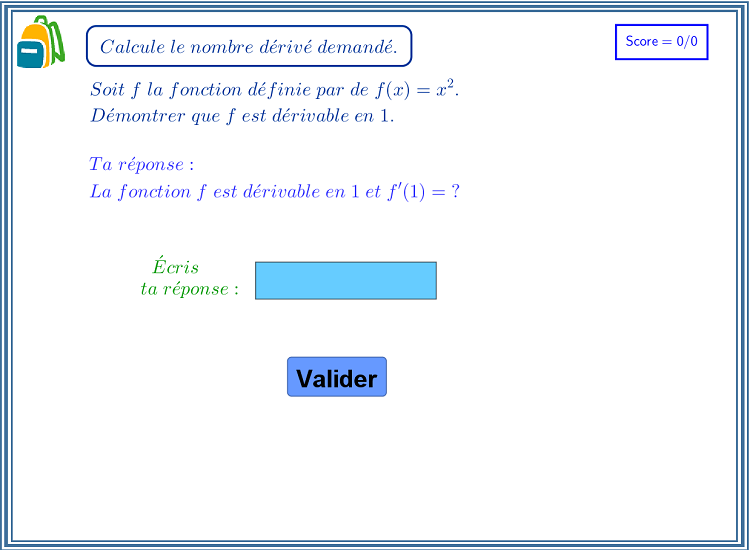 Calcule le nombre dérivé demandé.
Score = 0/0
Soit f la fonction définie par de f(x) = x².
Démontrer que f est dérivable en 1.
Ta réponse :
La fonction f est dérivable en 1 et f′(1) = ?
Écris
ta réponse :
Valider